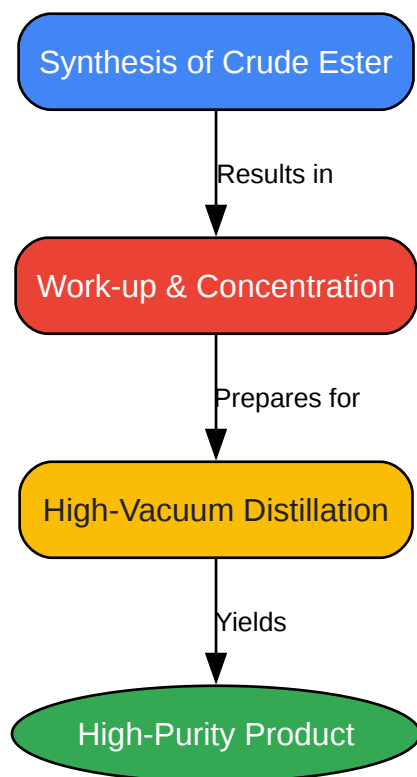 Synthesis of Crude Ester
Results in
Work-up & Concentration
Prepares for
High-Vacuum Distillation
Yields
High-Purity Product